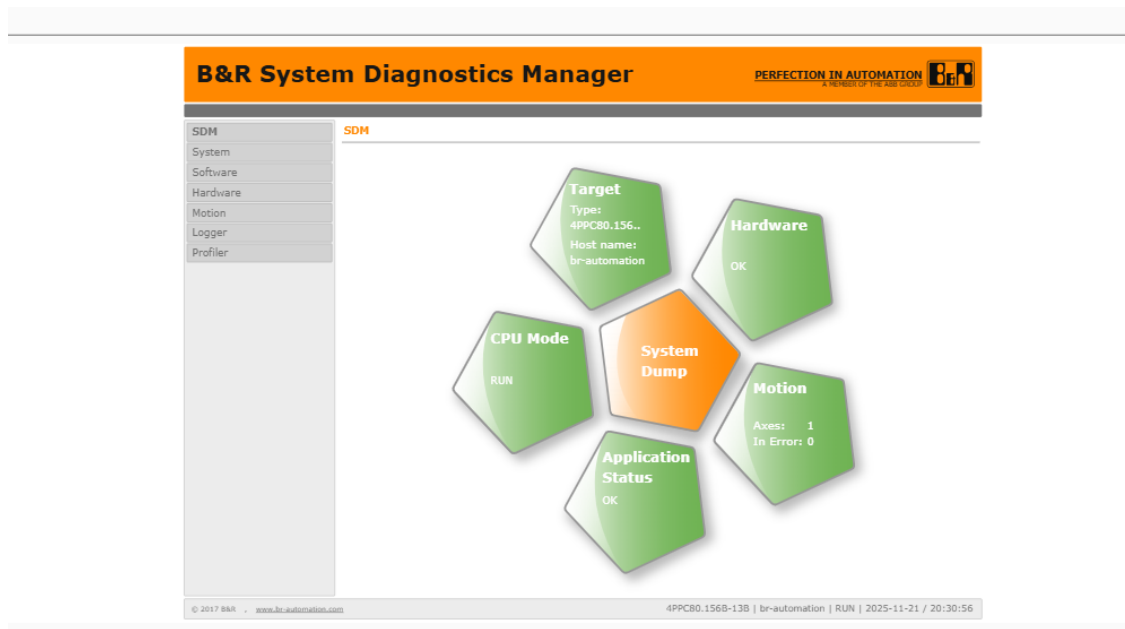 B&R System Diagnostics Manager
PERFECTION IN AUTOMATION
A MEMBER OF THE ABB GROUP
B&R
SDM
System
Software
Hardware
Motion
Logger
Profiler
SDM
Target
Type:
4PPC80.156..
Host name:
br-automation
Hardware
OK
CPU Mode
RUN
System
Dump
Motion
Axes: 1
In Error: 0
Application
Status
OK
© 2017 B&R , www.br-automation.com
4PPC80.156B-13B | br-automation | RUN | 2025-11-21 / 20:30:56